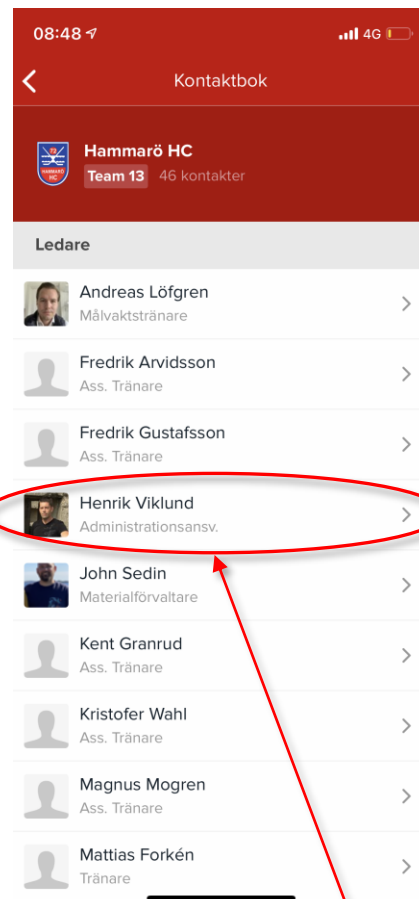 08:48
4G
Kontaktbok
Hammarö HC
Team 13 46 kontakter
Ledare
Andreas Löfgren
Målvaktstränare
Fredrik Arvidsson
Ass. Tränare
Fredrik Gustafsson
Ass. Tränare
Henrik Viklund
Administrationsansv.
John Sedin
Materialförvaltare
Kent Granrud
Ass. Tränare
Kristofer Wahl
Ass. Tränare
Magnus Mogren
Ass. Tränare
Mattias Forkén
Tränare